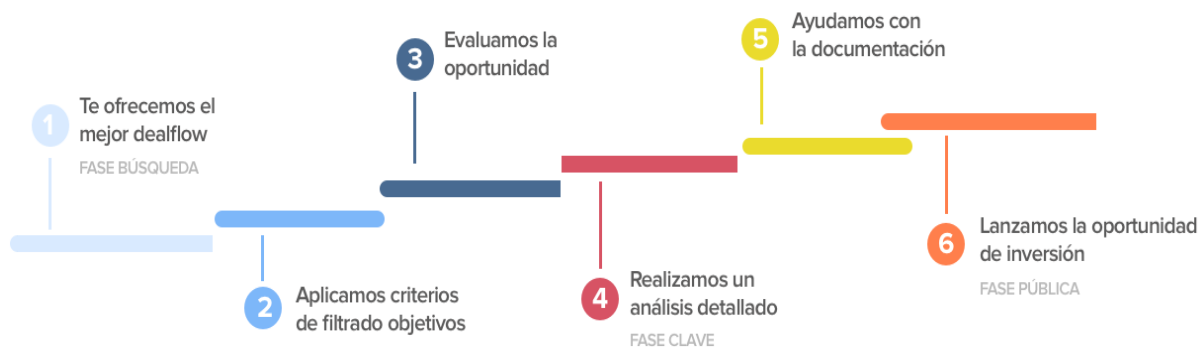 1
Te ofrecemos el
mejor dealflow
FASE BÚSQUEDA
2
Aplicamos criterios
de filtrado objetivos
3
Evaluamos la
oportunidad
4
Realizamos un
análisis detallado
FASE CLAVE
5
Ayudamos con
la documentación
6
Lanzamos la oportunidad
de inversión
FASE PÚBLICA